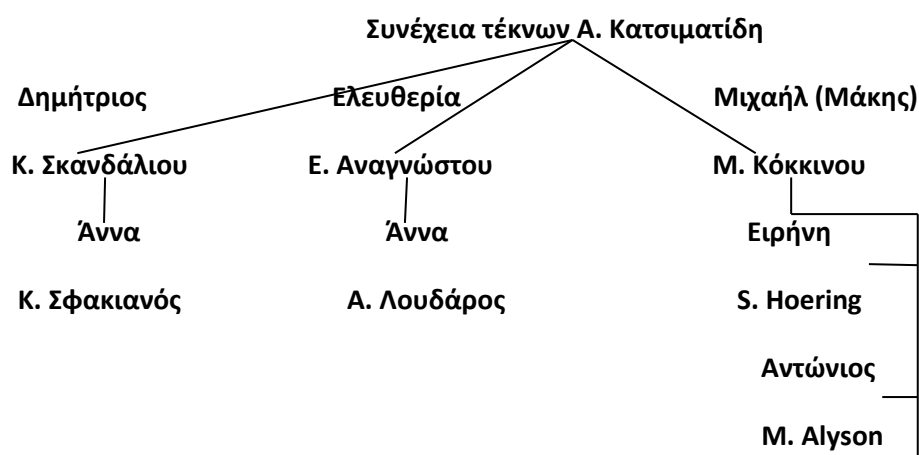 Συνέχεια τέκνων Α. Κατσιματίδη
Δημήτριος Ελευθερία Μιχαήλ (Μάκης)
Κ. Σκανδάλιου Ε. Αναγνώστου Μ. Κόκκινου
Άννα Άννα Ειρήνη
Κ. Σφακιανός Α. Λουδάρος S. Hoering
Αντώνιος
M. Alyson